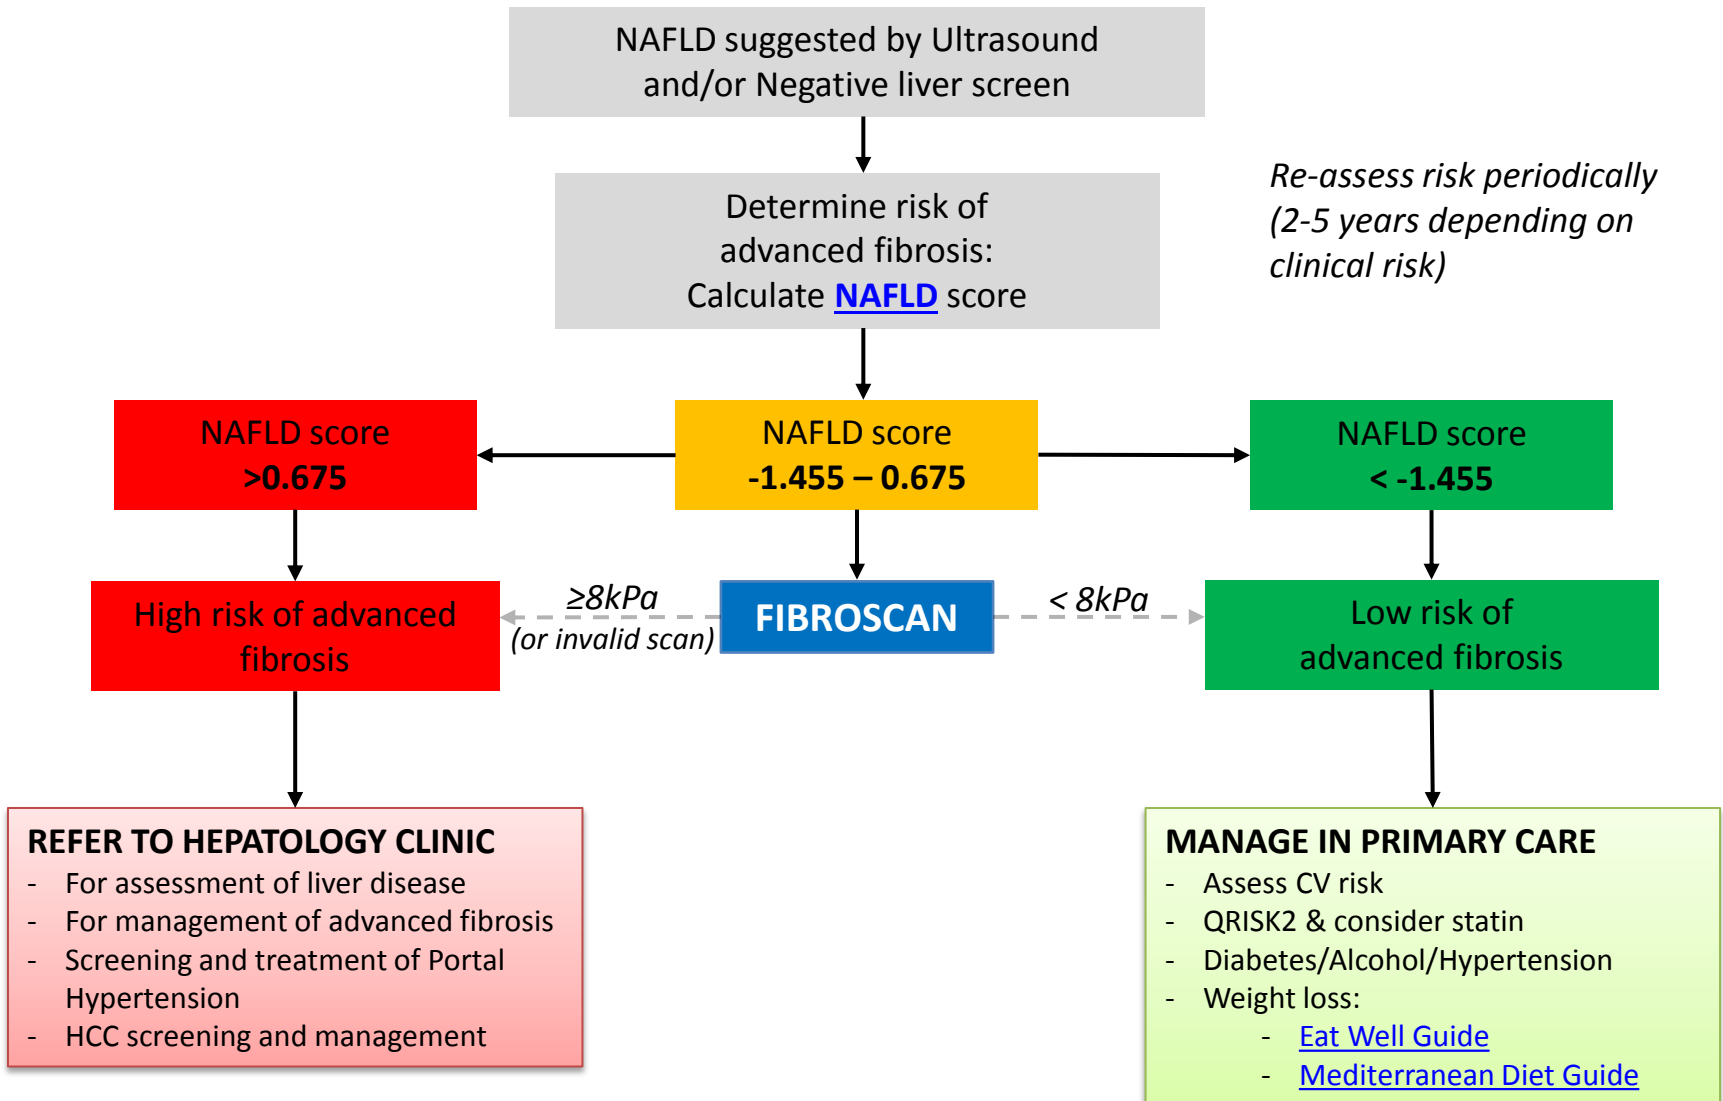 NAFLD suggested by Ultrasound
and/or Negative liver screen
Determine risk of
advanced fibrosis:
Calculate NAFLD score
Re-assess risk periodically
(2-5 years depending on
clinical risk)
NAFLD score
>0.675
NAFLD score
-1.455 – 0.675
NAFLD score
< -1.455
High risk of advanced
fibrosis
≥8kPa
(or invalid scan)
FIBROSCAN
< 8kPa
Low risk of
advanced fibrosis
REFER TO HEPATOLOGY CLINIC
- For assessment of liver disease
- For management of advanced fibrosis
- Screening and treatment of Portal
Hypertension
- HCC screening and management
MANAGE IN PRIMARY CARE
- Assess CV risk
- QRISK2 & consider statin
- Diabetes/Alcohol/Hypertension
- Weight loss:
- Eat Well Guide
- Mediterranean Diet Guide